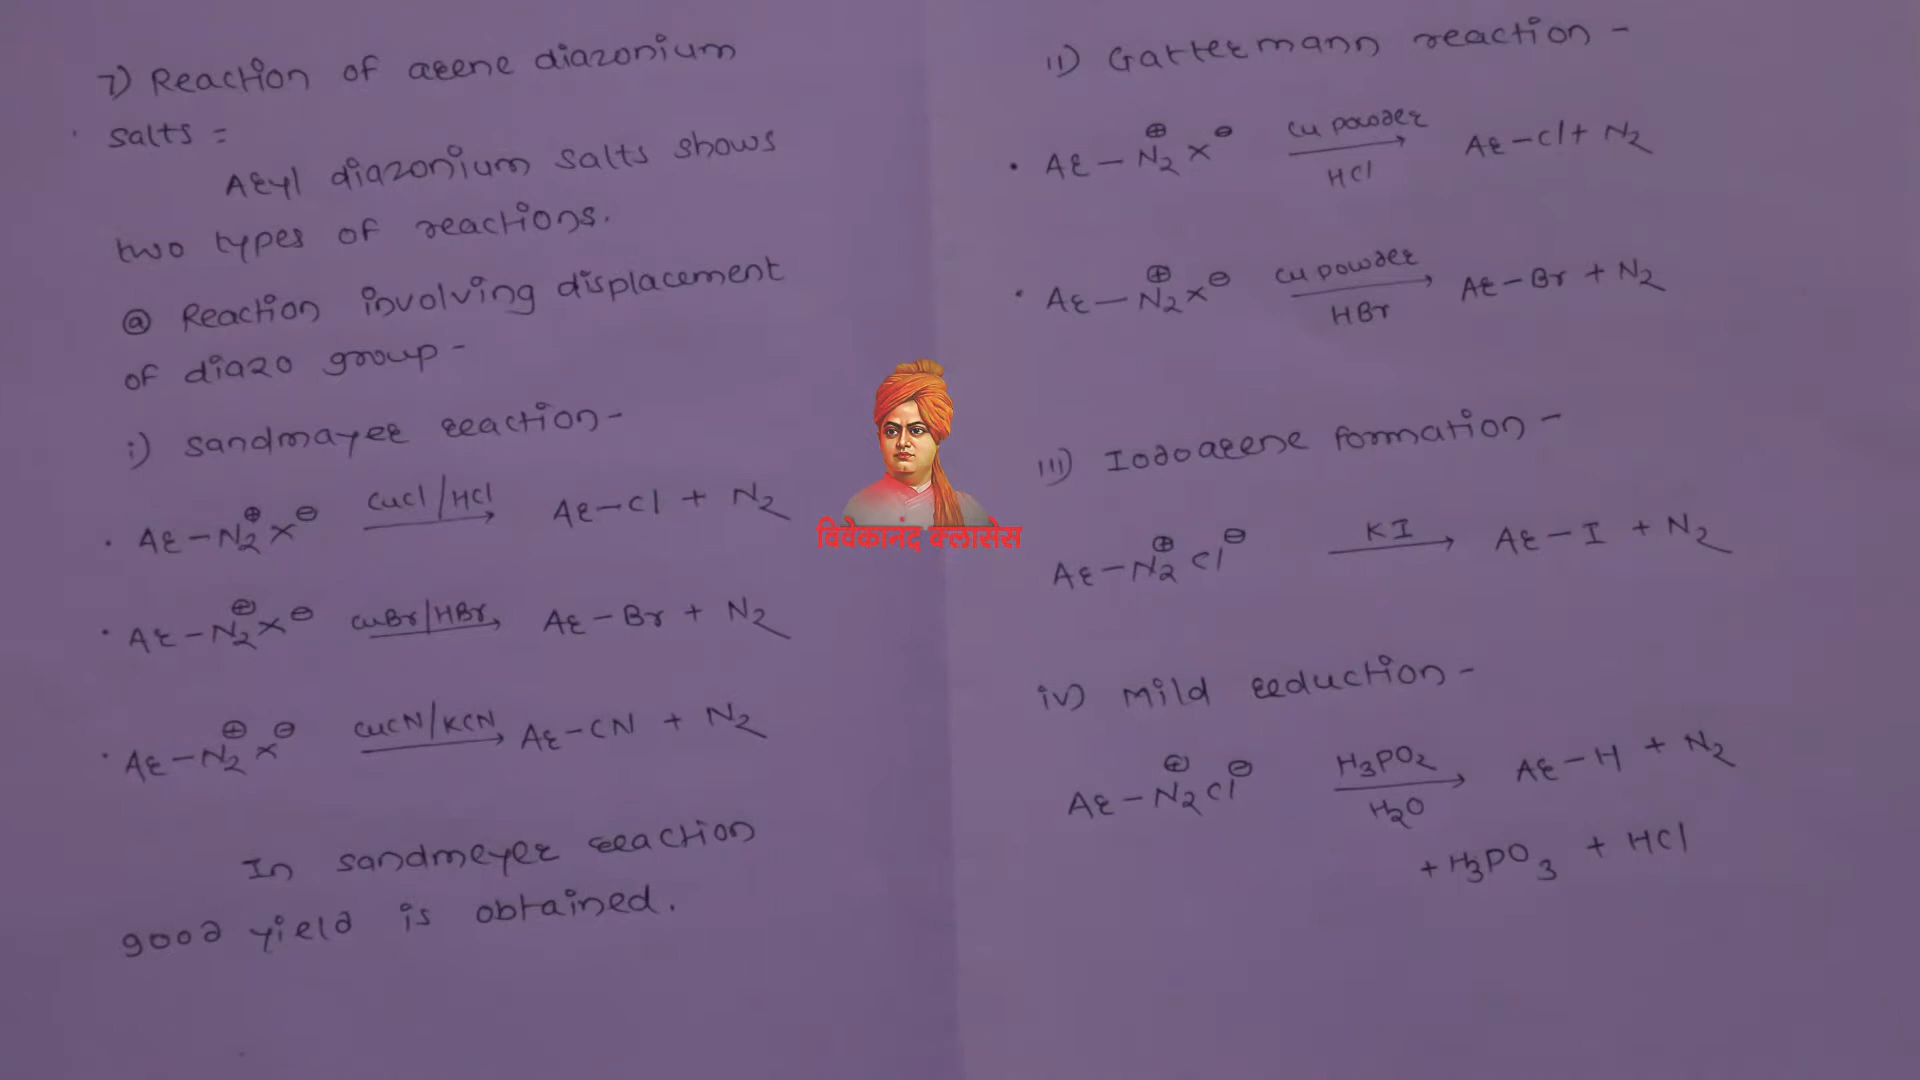 7) Reaction of arene diazonium
salts =
Aryl diazonium salts shows
two types of reactions.
ⓐ Reaction involving displacement
of diazo group -
i) sandmayer reaction -
• Ar - N₂⊕ X⊖ CuCl/HCl → Ar - Cl + N₂
• Ar - N₂⊕ X⊖ CuBr/HBr → Ar - Br + N₂
• Ar - N₂⊕ X⊖ CuCN/KCN → Ar - CN + N₂
In sandmeyer reaction
good yield is obtained.
ii) Gattermann reaction -
• Ar - N₂⊕ X⊖ Cu powder → HCl Ar - Cl + N₂
• Ar - N₂⊕ X⊖ Cu powder → HBr Ar - Br + N₂
iii) Iodoarene formation -
Ar - N₂⊕ Cl⊖ KI → Ar - I + N₂
iv) Mild reduction -
Ar - N₂⊕ Cl⊖ H₃PO₂ → H₂O Ar - H + N₂
+ H₃PO₃ + HCl
विवेकानंद क्लासेस